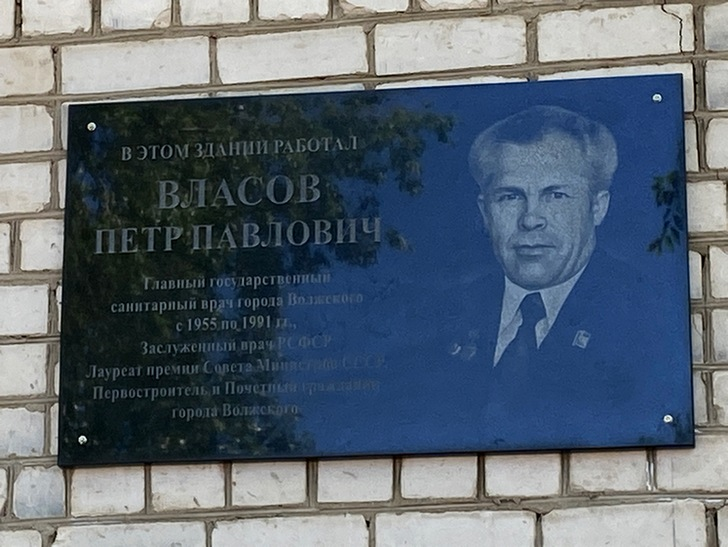 В ЭТОМ ЗДАНИИ РАБОТАЛ
ВЛАСОВ
ПЕТР ПАВЛОВИЧ
Главный государственный
санитарный врач города Волжского
с 1955 по 1991 гг.,
Заслуженный врач РСФСР
Лауреат премии Совета Министров СССР,
Первостроитель и Почетный гражданин
города Волжского